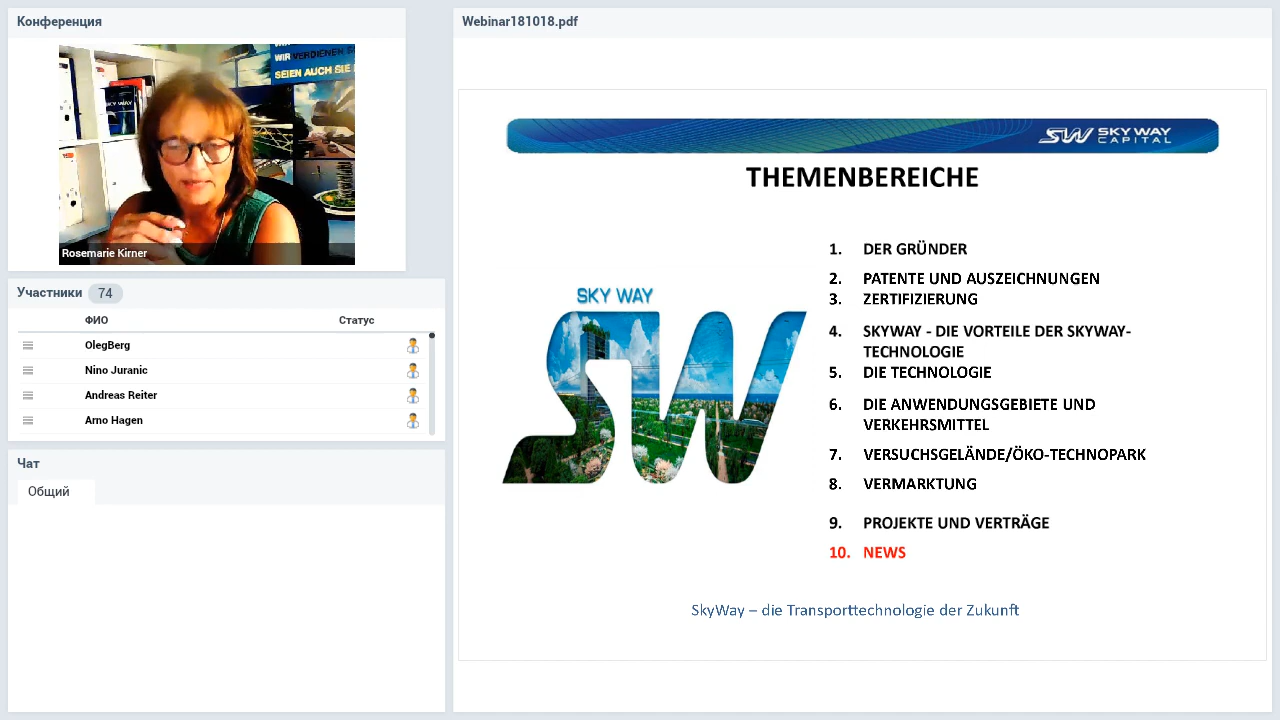 Конференция
WIR VERDIENEN
SEIEN AUCH SIE
SKY WAY
Rosemarie Kirner
Участники 74
ФИО Статус
OlegBerg
Nino Juranic
Andreas Reiter
Arno Hagen
Чат
Общий
Webinar181018.pdf
SW SKY WAY
CAPITAL
THEMENBEREICHE
SKY WAY
SW
1. DER GRÜNDER
2. PATENTE UND AUSZEICHNUNGEN
3. ZERTIFIZIERUNG
4. SKYWAY - DIE VORTEILE DER SKYWAY-
TECHNOLOGIE
5. DIE TECHNOLOGIE
6. DIE ANWENDUNGSGEBIETE UND
VERKEHRSMITTEL
7. VERSUCHSGELÄNDE/ÖKO-TECHNOPARK
8. VERMARKTUNG
9. PROJEKTE UND VERTRÄGE
10. NEWS
SkyWay – die Transporttechnologie der Zukunft